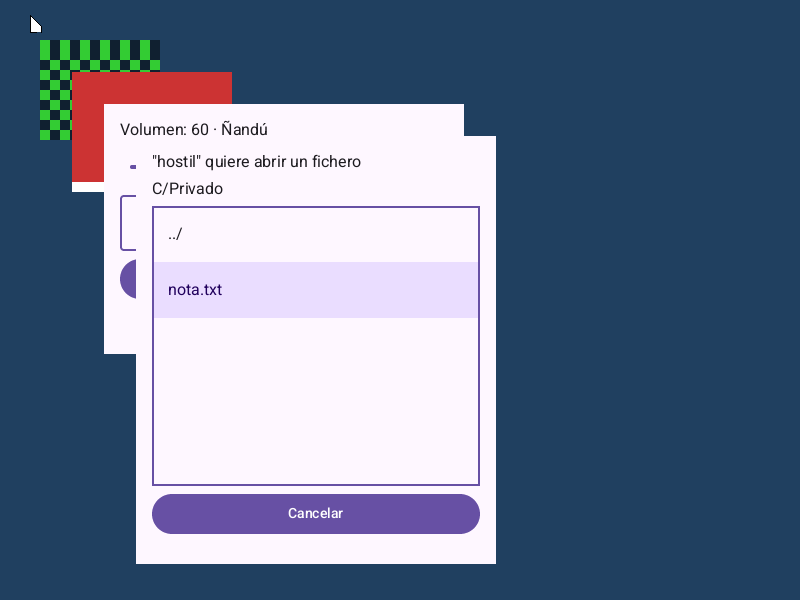 Volumen: 60 · Ñandú
"hostil" quiere abrir un fichero
C/Privado
../
nota.txt
Cancelar